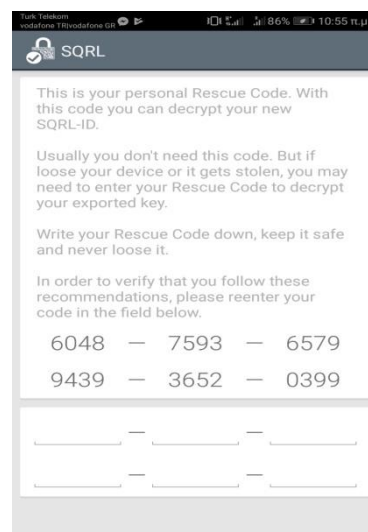 Turk Telekom
vodafone TRvodafone GR 86% 10:55 π.μ
SQRL
This is your personal Rescue Code. With
this code you can decrypt your new
SQRL-ID.
Usually you don't need this code. But if
loose your device or it gets stolen, you may
need to enter your Rescue Code to decrypt
your exported key.
Write your Rescue Code down, keep it safe
and never loose it.
In order to verify that you follow these
recommendations, please reenter your
code in the field below.
6048 — 7593 — 6579
9439 — 3652 — 0399